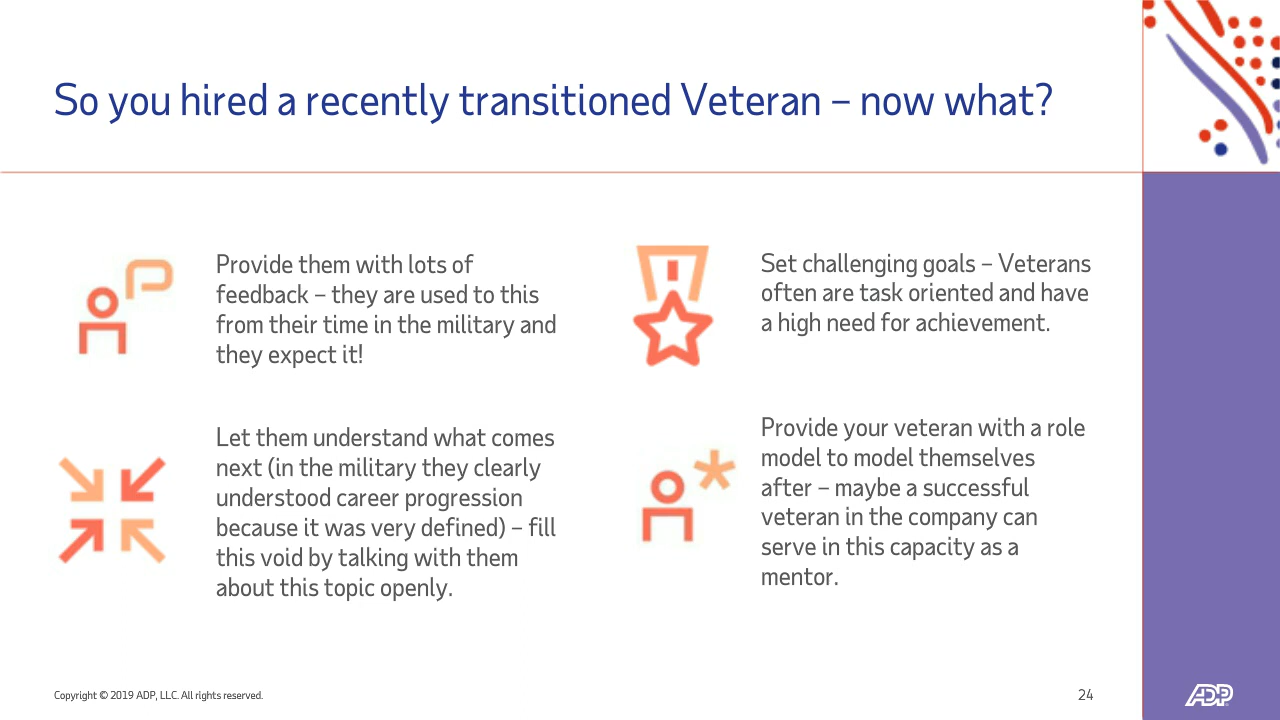 So you hired a recently transitioned Veteran – now what?
Provide them with lots of
feedback – they are used to this
from their time in the military and
they expect it!
Set challenging goals – Veterans
often are task oriented and have
a high need for achievement.
Let them understand what comes
next (in the military they clearly
understood career progression
because it was very defined) – fill
this void by talking with them
about this topic openly.
Provide your veteran with a role
model to model themselves
after – maybe a successful
veteran in the company can
serve in this capacity as a
mentor.
Copyright © 2019 ADP, LLC. All rights reserved.
24
ADP